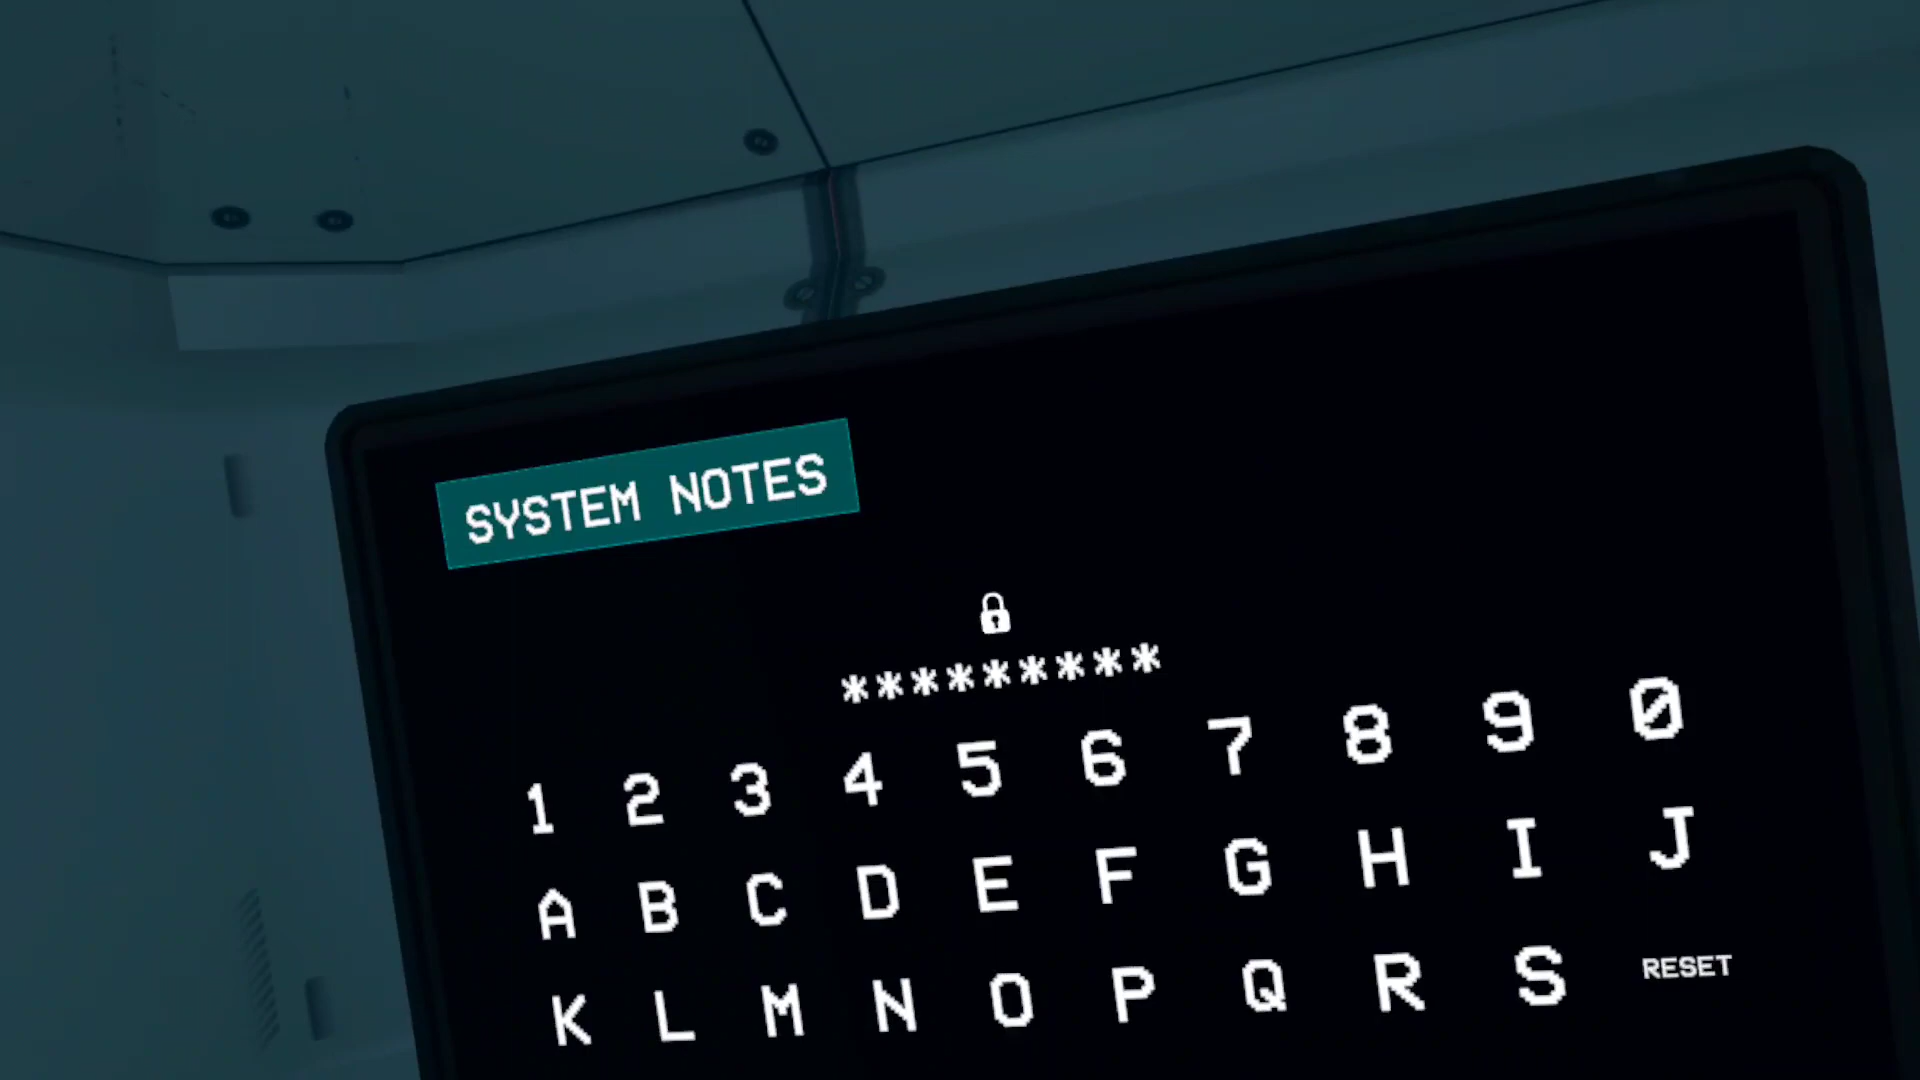 SYSTEM NOTES
*********
1 2 3 4 5 6 7 8 9 0
A B C D E F G H I J
K L M N O P Q R S RESET